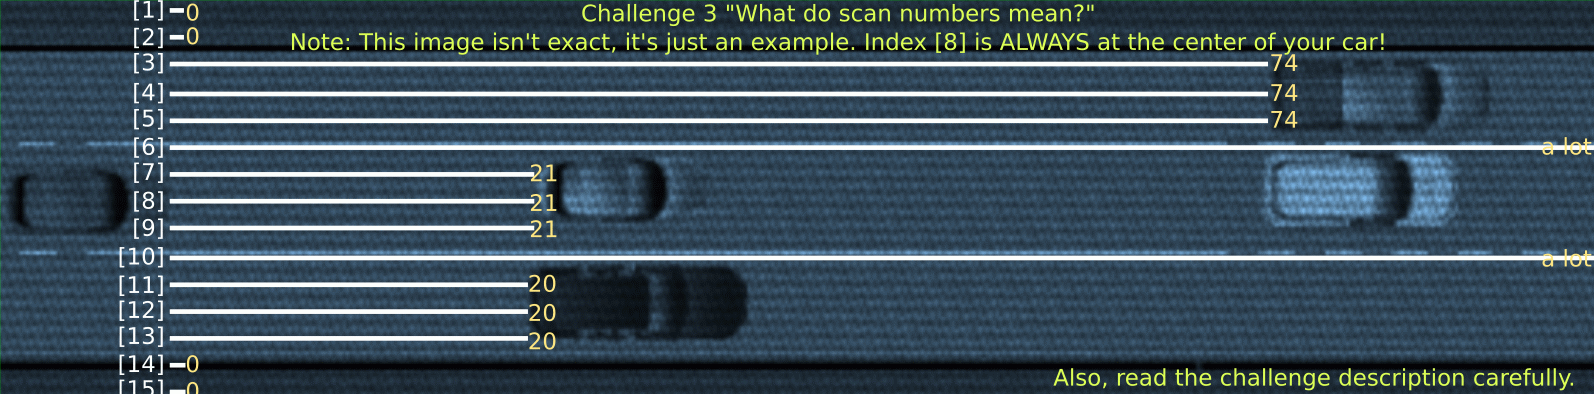 Challenge 3 "What do scan numbers mean?"
Note: This image isn't exact, it's just an example. Index [8] is ALWAYS at the center of your car!
[1] 0
[2] 0
[3] 74
[4] 74
[5] 74
[6] a lot
[7] 21
[8] 21
[9] 21
[10] a lot
[11] 20
[12] 20
[13] 20
[14] 0
[15] 0
Also, read the challenge description carefully.